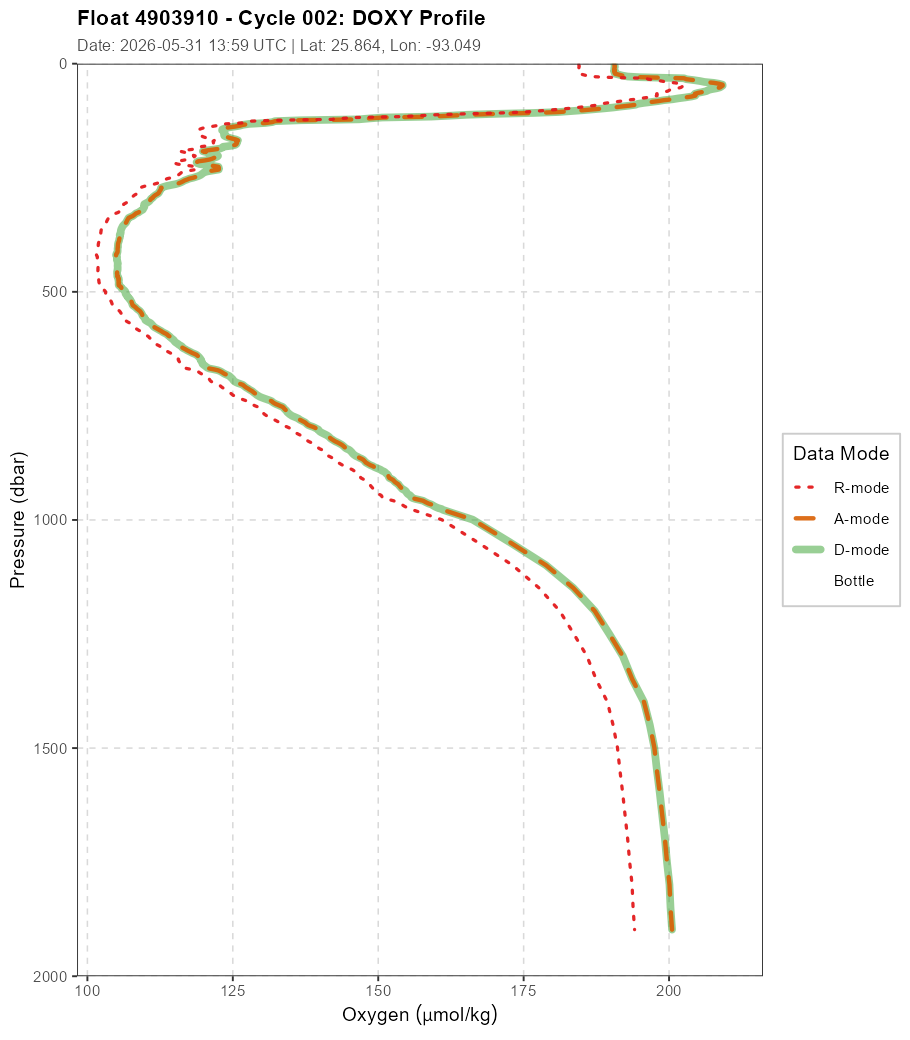 Float 4903910 - Cycle 002: DOXY Profile
Date: 2026-05-31 13:59 UTC | Lat: 25.864, Lon: -93.049
0
500
1000
1500
2000
Pressure (dbar)
100
125
150
175
200
Oxygen (μmol/kg)
Data Mode
R-mode
A-mode
D-mode
Bottle